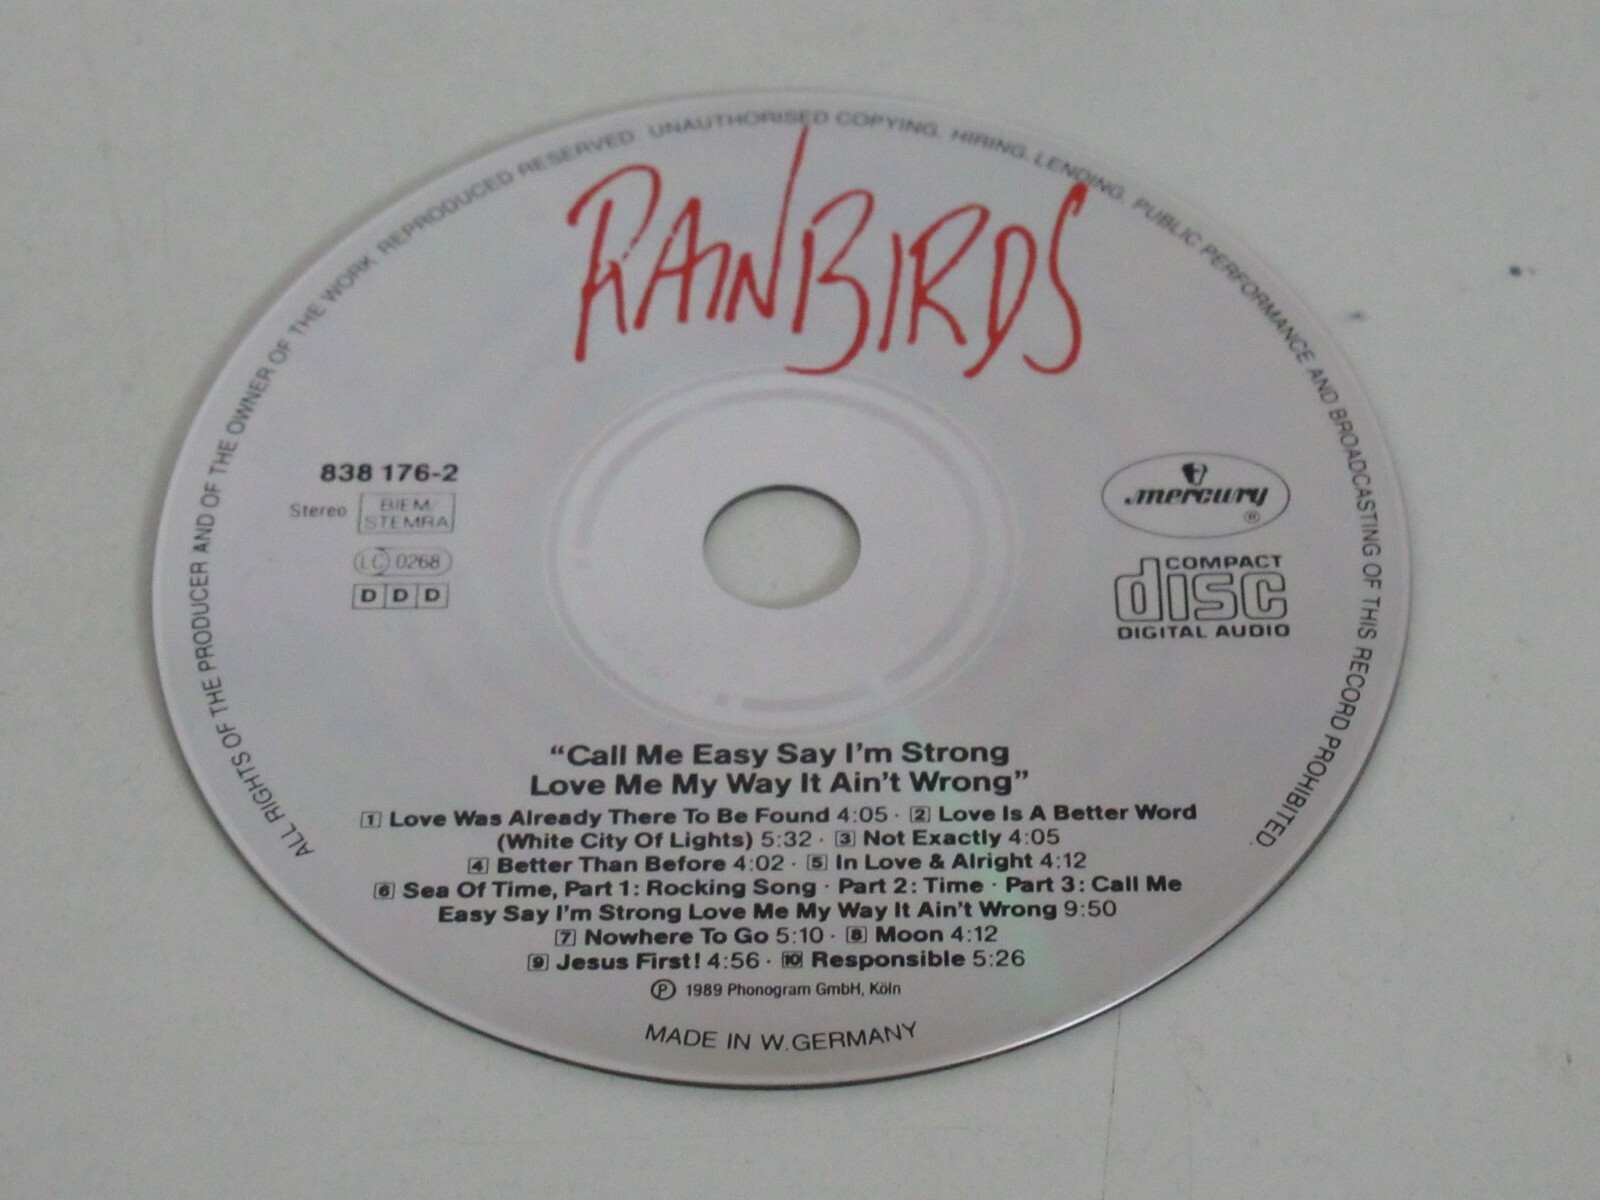 ALL RIGHTS OF THE PRODUCER AND OF THE OWNER OF THE WORK REPRODUCED RESERVED. UNAUTHORISED COPYING, HIRING, LENDING, PUBLIC PERFORMANCE AND BROADCASTING OF THIS RECORD PROHIBITED.
RAINBIRDS
838 176-2
Stereo BIEM/
STEMRA
LC 0268
D D D
mercury ®
COMPACT
disc
DIGITAL AUDIO
“Call Me Easy Say I'm Strong
Love Me My Way It Ain't Wrong”
1 Love Was Already There To Be Found 4:05 · 2 Love Is A Better Word
(White City Of Lights) 5:32 · 3 Not Exactly 4:05
4 Better Than Before 4:02 · 5 In Love & Alright 4:12
6 Sea Of Time, Part 1: Rocking Song · Part 2: Time · Part 3: Call Me
Easy Say I'm Strong Love Me My Way It Ain't Wrong 9:50
7 Nowhere To Go 5:10 · 8 Moon 4:12
9 Jesus First! 4:56 · 10 Responsible 5:26
℗ 1989 Phonogram GmbH, Köln
MADE IN W. GERMANY